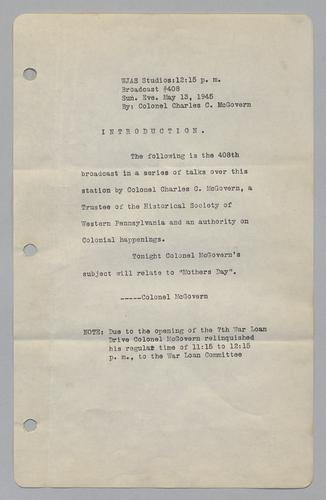 WJAS Studios:12:15 p. m.
Broadcast #408
Sun. Eve. May 13, 1945
By: Colonel Charles C. McGovern
I N T R O D U C T I O N .
The following is the 408th
broadcast in a series of talks over this
station by Colonel Charles C. McGovern, a
Trustee of the Historical Society of
Western Pennsylvania and an authority on
Colonial happenings.
Tonight Colonel McGovern's
subject will relate to "Mothers Day".
-----Colonel McGovern
NOTE: Due to the opening of the 7th War Loan
Drive Colonel McGovern relinquished
his regular time of 11:15 to 12:15
p. m., to the War Loan Committee